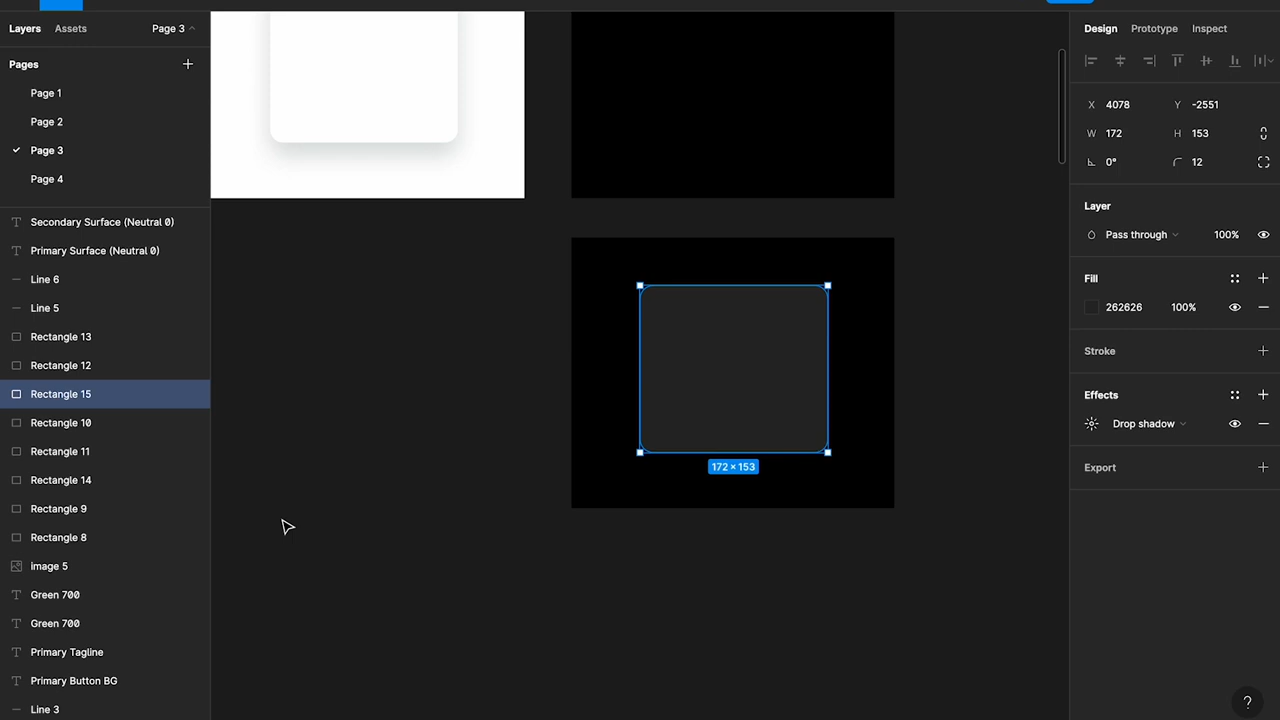 Layers
Assets
Page 3
Pages
Page 1
Page 2
Page 3
Page 4
Secondary Surface (Neutral 0)
Primary Surface (Neutral 0)
Line 6
Line 5
Rectangle 13
Rectangle 12
Rectangle 15
Rectangle 10
Rectangle 11
Rectangle 14
Rectangle 9
Rectangle 8
image 5
Green 700
Green 700
Primary Tagline
Primary Button BG
Line 3
172 × 153
Design
Prototype
Inspect
X 4078 Y -2551
W 172 H 153
0° 12
Layer
Pass through 100%
Fill
262626 100%
Stroke
Effects
Drop shadow
Export
?